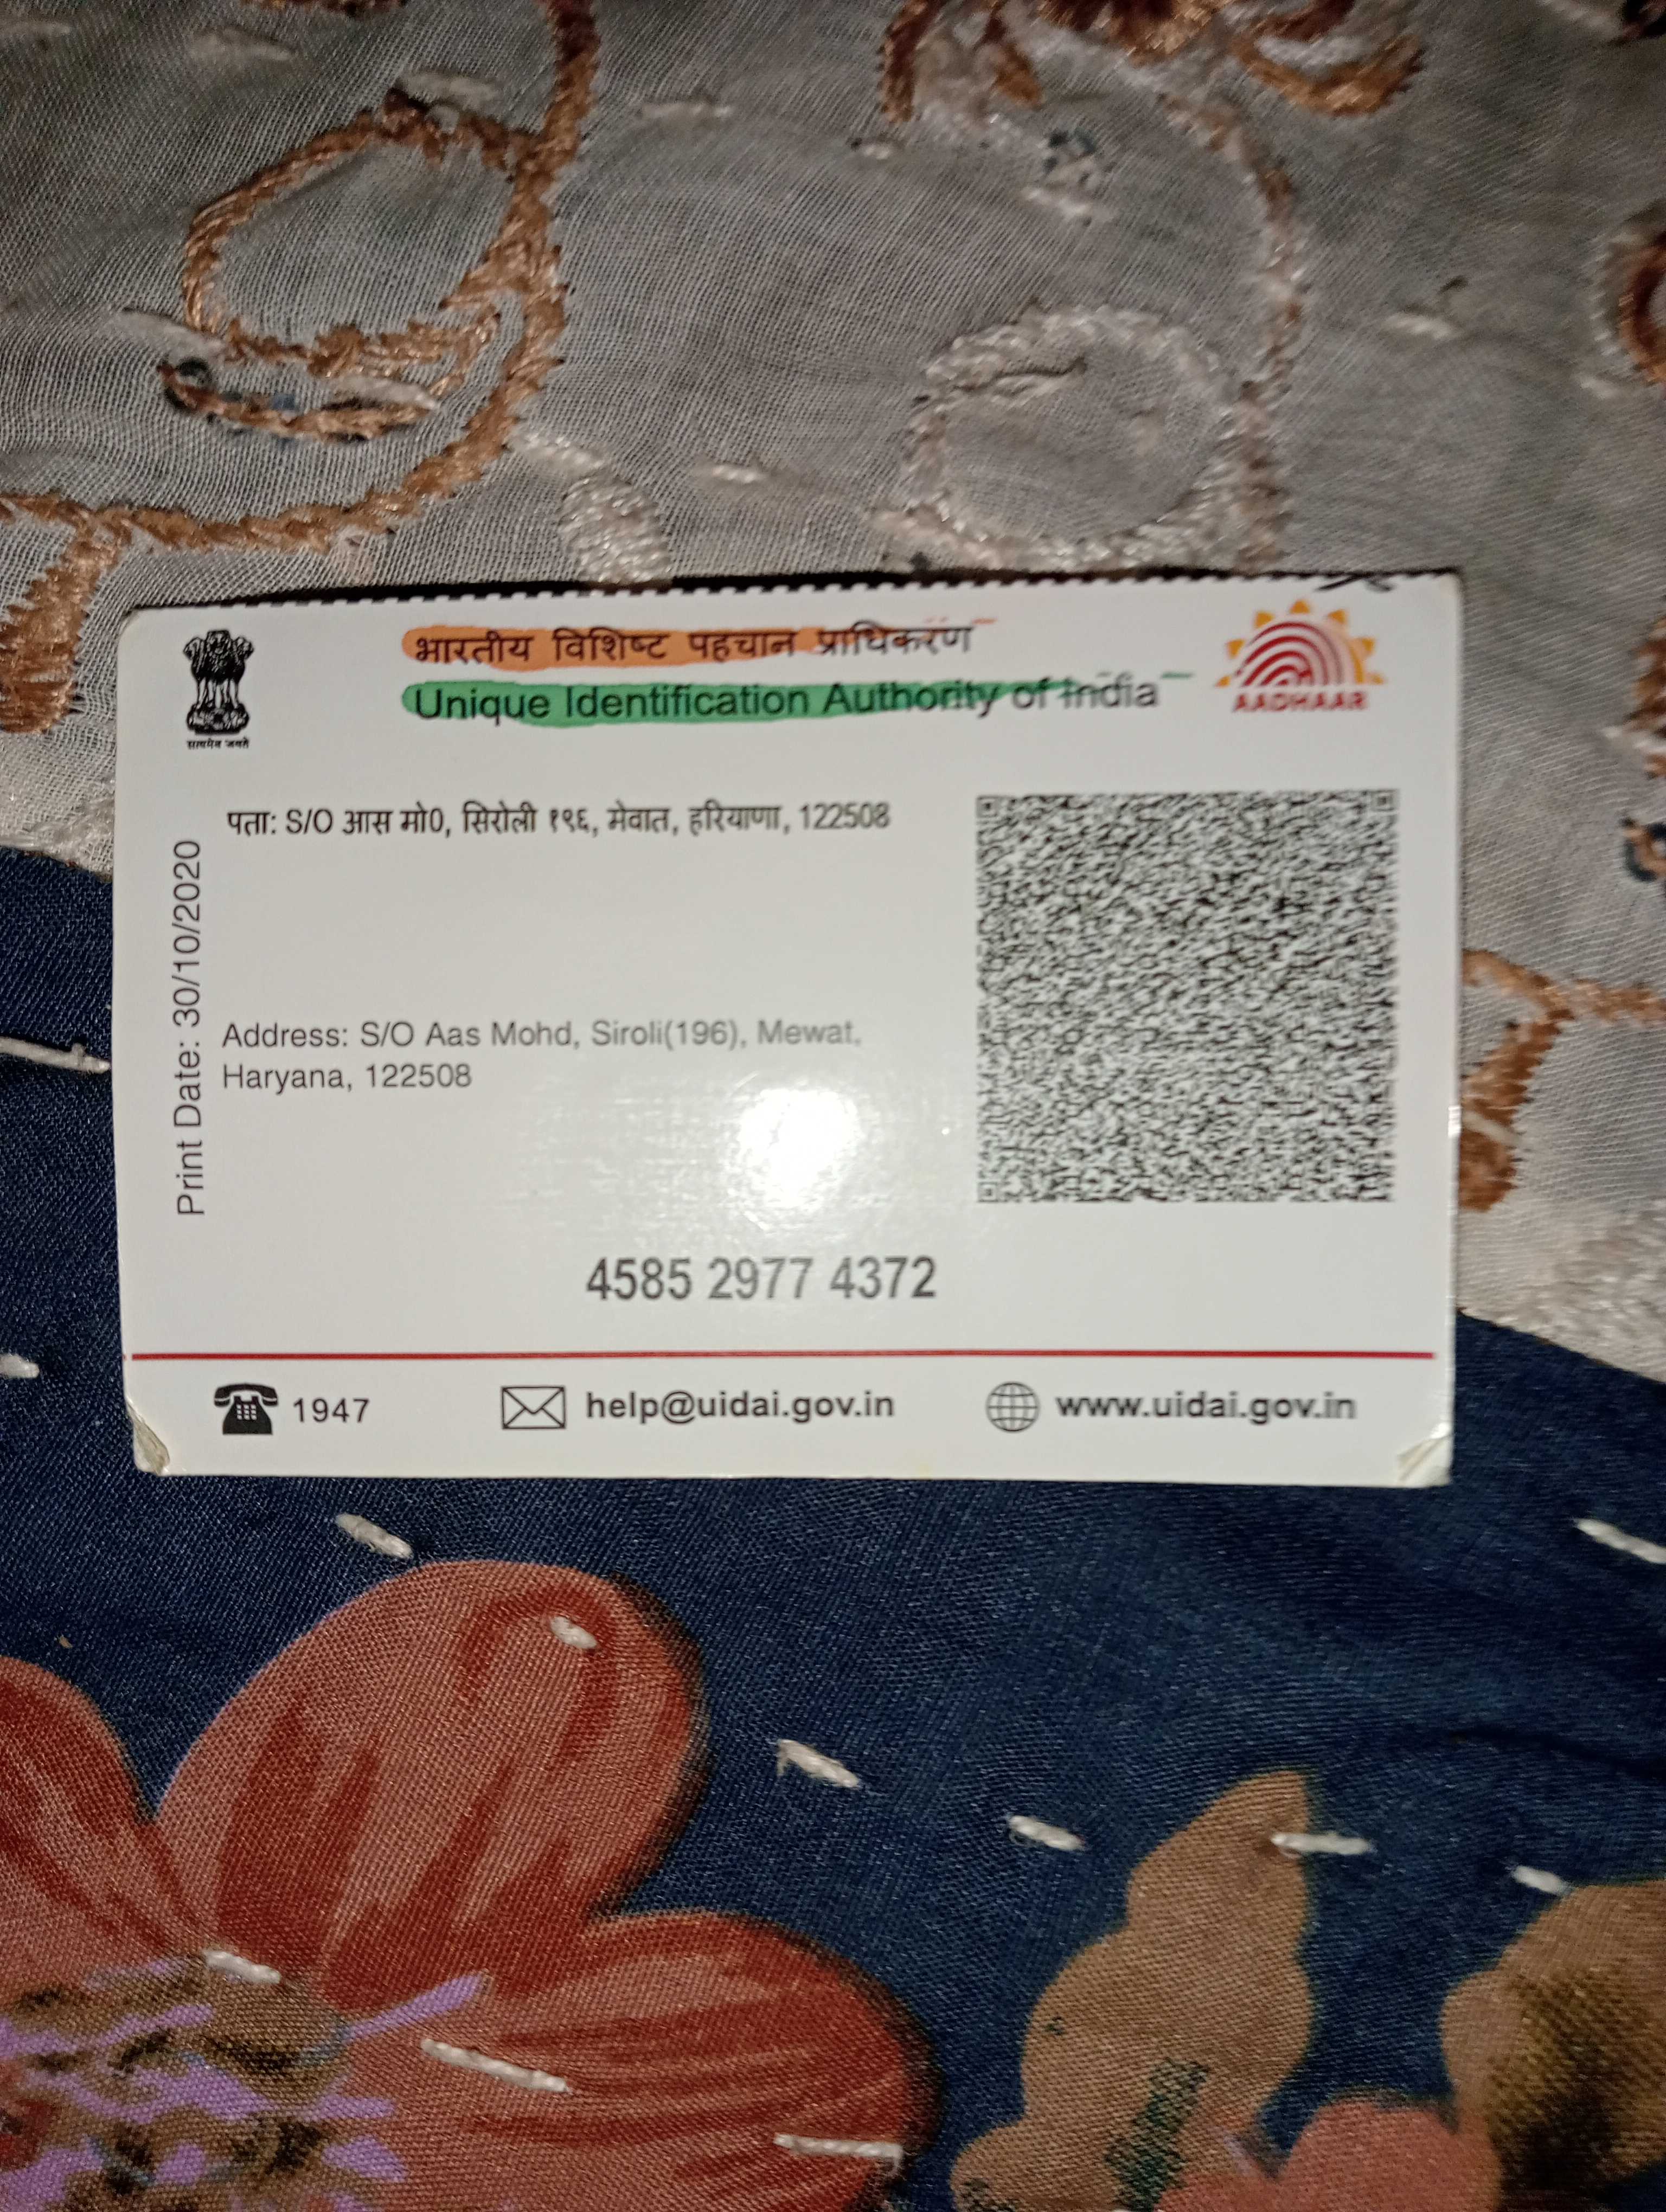 भारतीय विशिष्ट पहचान प्राधिकरण
Unique Identification Authority of India
AADHAAR
सत्यमेव जयते
पता: S/O आस मो0, सिरोली १९६, मेवात, हरियाणा, 122508
Print Date: 30/10/2020
Address: S/O Aas Mohd, Siroli(196), Mewat,
Haryana, 122508
4585 2977 4372
1947
help@uidai.gov.in
www.uidai.gov.in